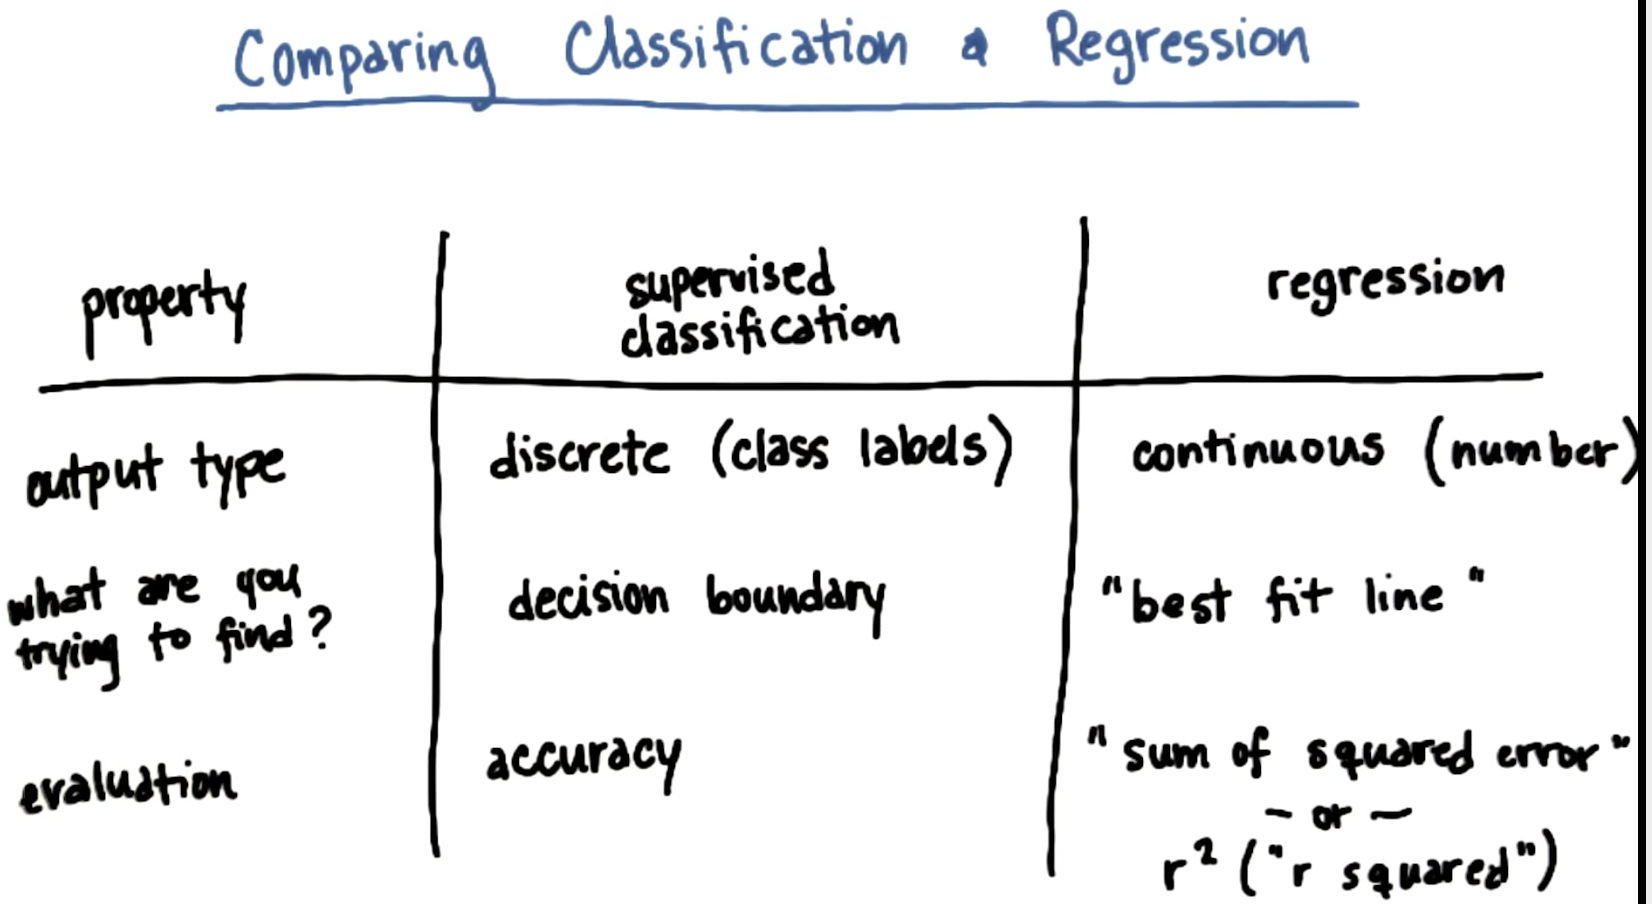 Comparing Classification & Regression
property
supervised
classification
regression
output type
discrete (class labels)
continuous (number)
what are you
trying to find?
decision boundary
"best fit line"
evaluation
accuracy
"sum of squared error"
- or -
r² ("r squared")